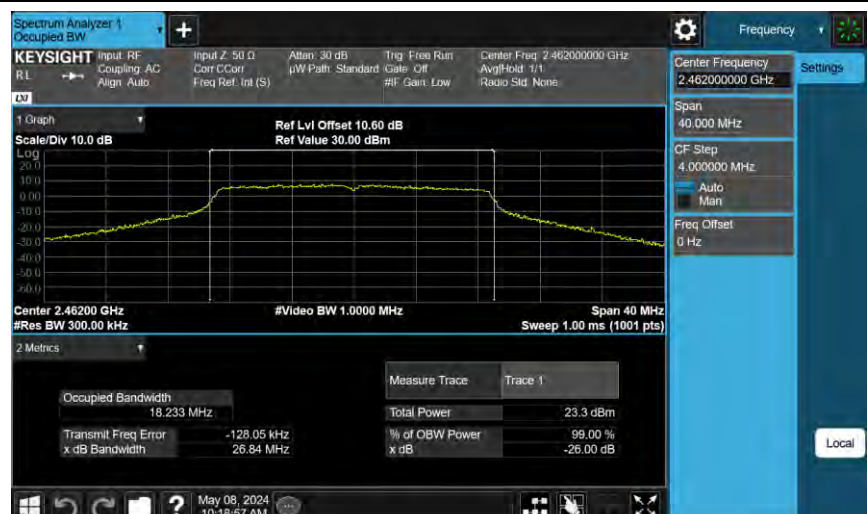 Spectrum Analyzer 1
Occupied BW
+
Frequency
KEYSIGHT
RL
LXI
Input: RF
Coupling: AC
Align: Auto
Input Z: 50 Ω
Corr CCorr
Freq Ref: Int (S)
Atten: 30 dB
µW Path: Standard
Trig: Free Run
Gate: Off
#IF Gain: Low
Center Freq: 2.462000000 GHz
Avg|Hold: 1/1
Radio Std: None
Center Frequency
2.462000000 GHz
Settings
Span
40.000 MHz
CF Step
4.000000 MHz
Auto
Man
Freq Offset
0 Hz
Local
1 Graph
Scale/Div 10.0 dB
Ref Lvl Offset 10.60 dB
Ref Value 30.00 dBm
Log
20.0
10.0
0.00
-10.0
-20.0
-30.0
-40.0
-50.0
-60.0
Center 2.46200 GHz
#Res BW 300.00 kHz
#Video BW 1.0000 MHz
Span 40 MHz
Sweep 1.00 ms (1001 pts)
2 Metrics
Measure Trace Trace 1
Occupied Bandwidth
18.233 MHz
Total Power 23.3 dBm
Transmit Freq Error -128.05 kHz
% of OBW Power 99.00 %
x dB Bandwidth 26.84 MHz
x dB -26.00 dB
?
May 08, 2024
10:18:57 AM